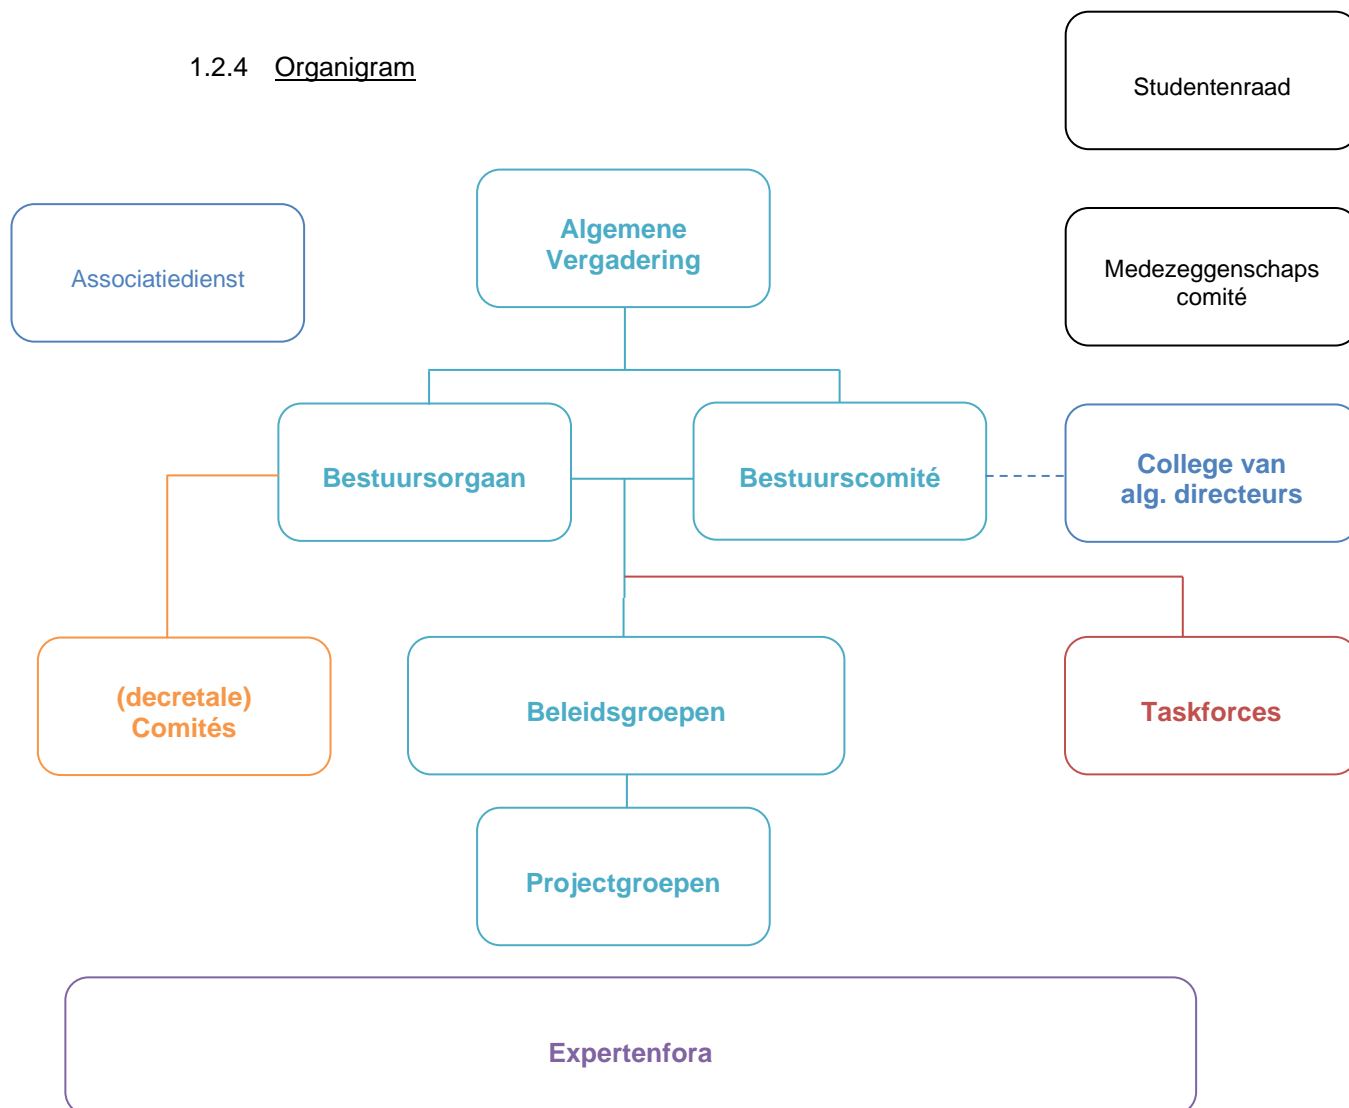 1.2.4 Organigram
Studentenraad
Algemene
Vergadering
Associatiedienst
Medezeggenschaps
comité
Bestuursorgaan
Bestuurscomité
College van
alg. directeurs
(decretale)
Comités
Beleidsgroepen
Taskforces
Projectgroepen
Expertenfora